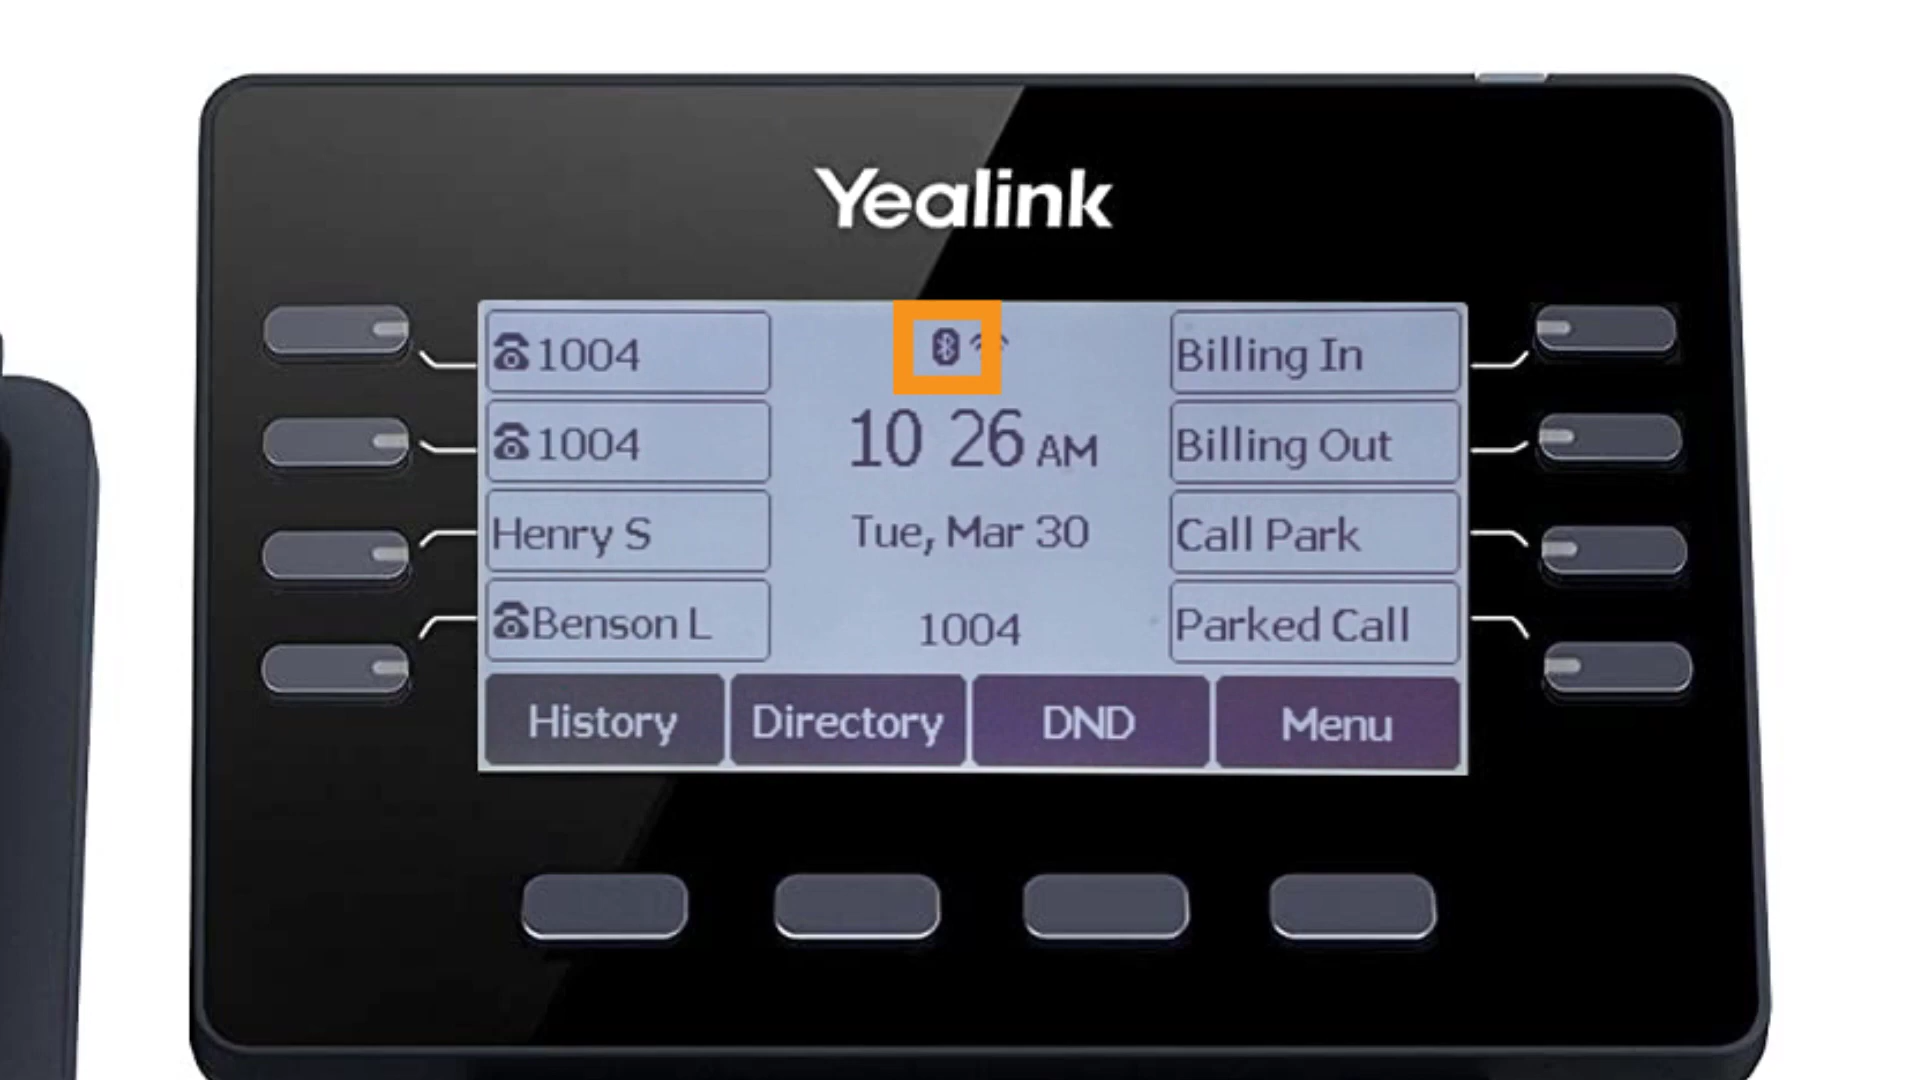 Yealink
1004
1004
Henry S
Benson L
10 26 AM
Tue, Mar 30
1004
Billing In
Billing Out
Call Park
Parked Call
History
Directory
DND
Menu